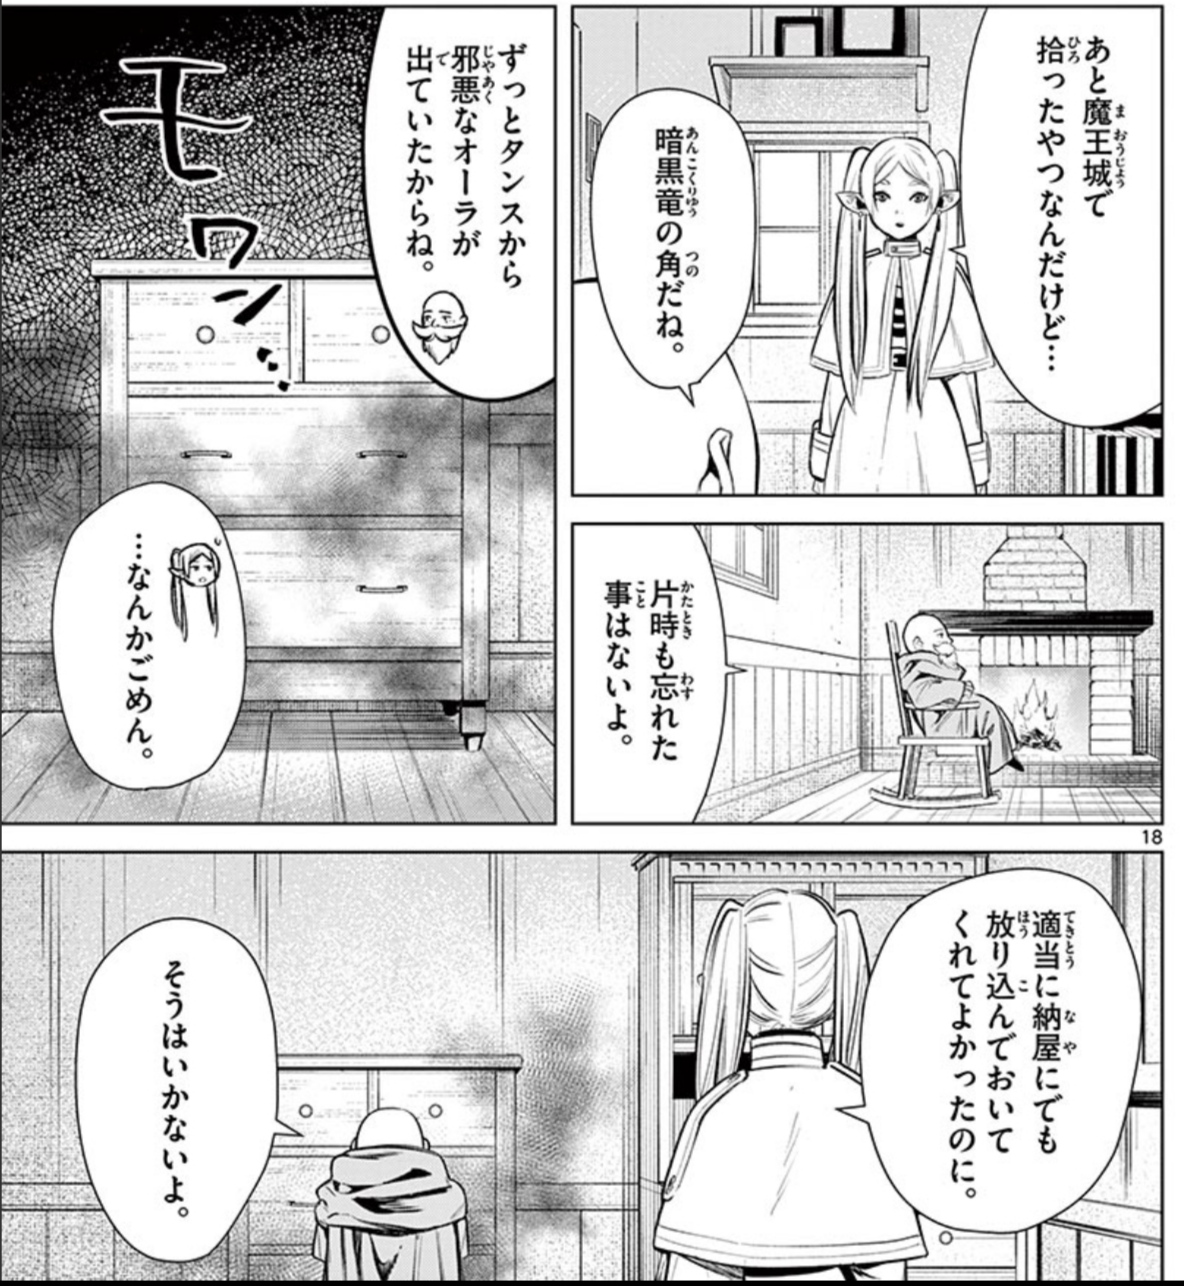 あと魔王城で
拾ったやつなんだけど…
暗黒竜の角だね。
片時も忘れた
事はないよ。
ずっとタンスから
邪悪なオーラが
出ていたからね。
モワン…
…なんかごめん。
18
適当に納屋にでも
放り込んでおいて
くれてよかったのに。
そうはいかないよ。